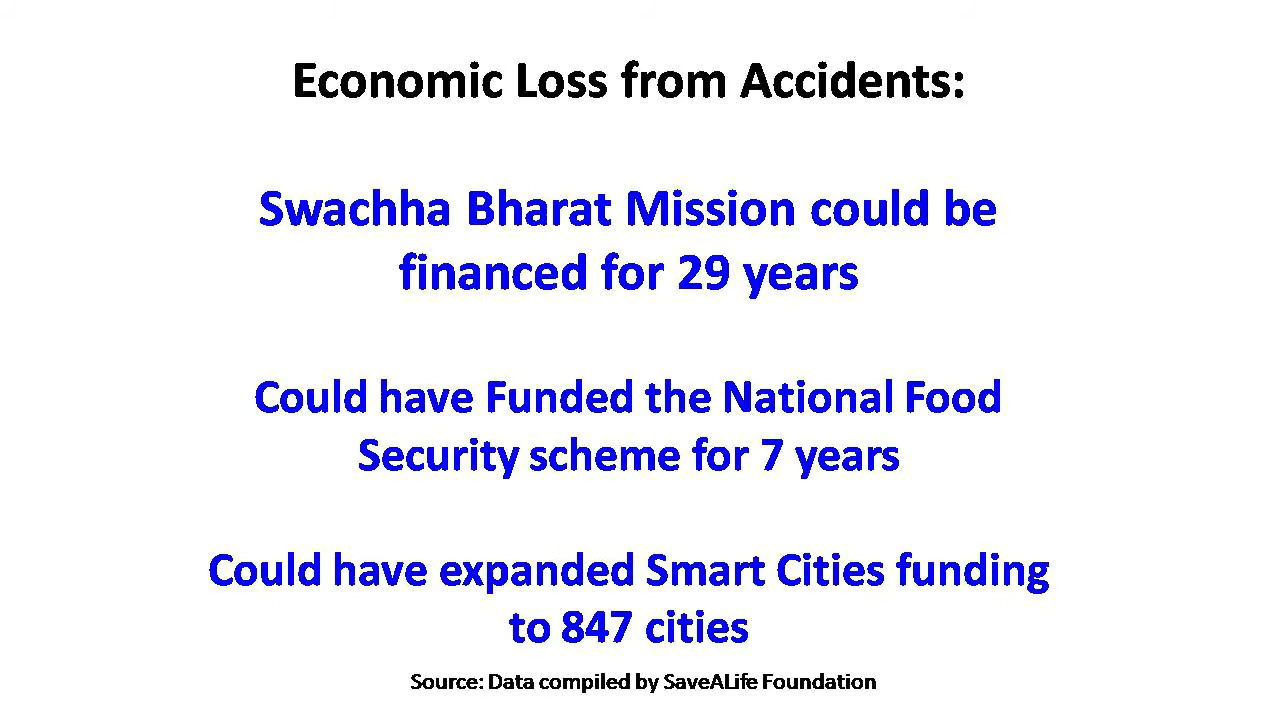 Economic Loss from Accidents:
Swachha Bharat Mission could be
financed for 29 years
Could have Funded the National Food
Security scheme for 7 years
Could have expanded Smart Cities funding
to 847 cities
Source: Data compiled by SaveALife Foundation